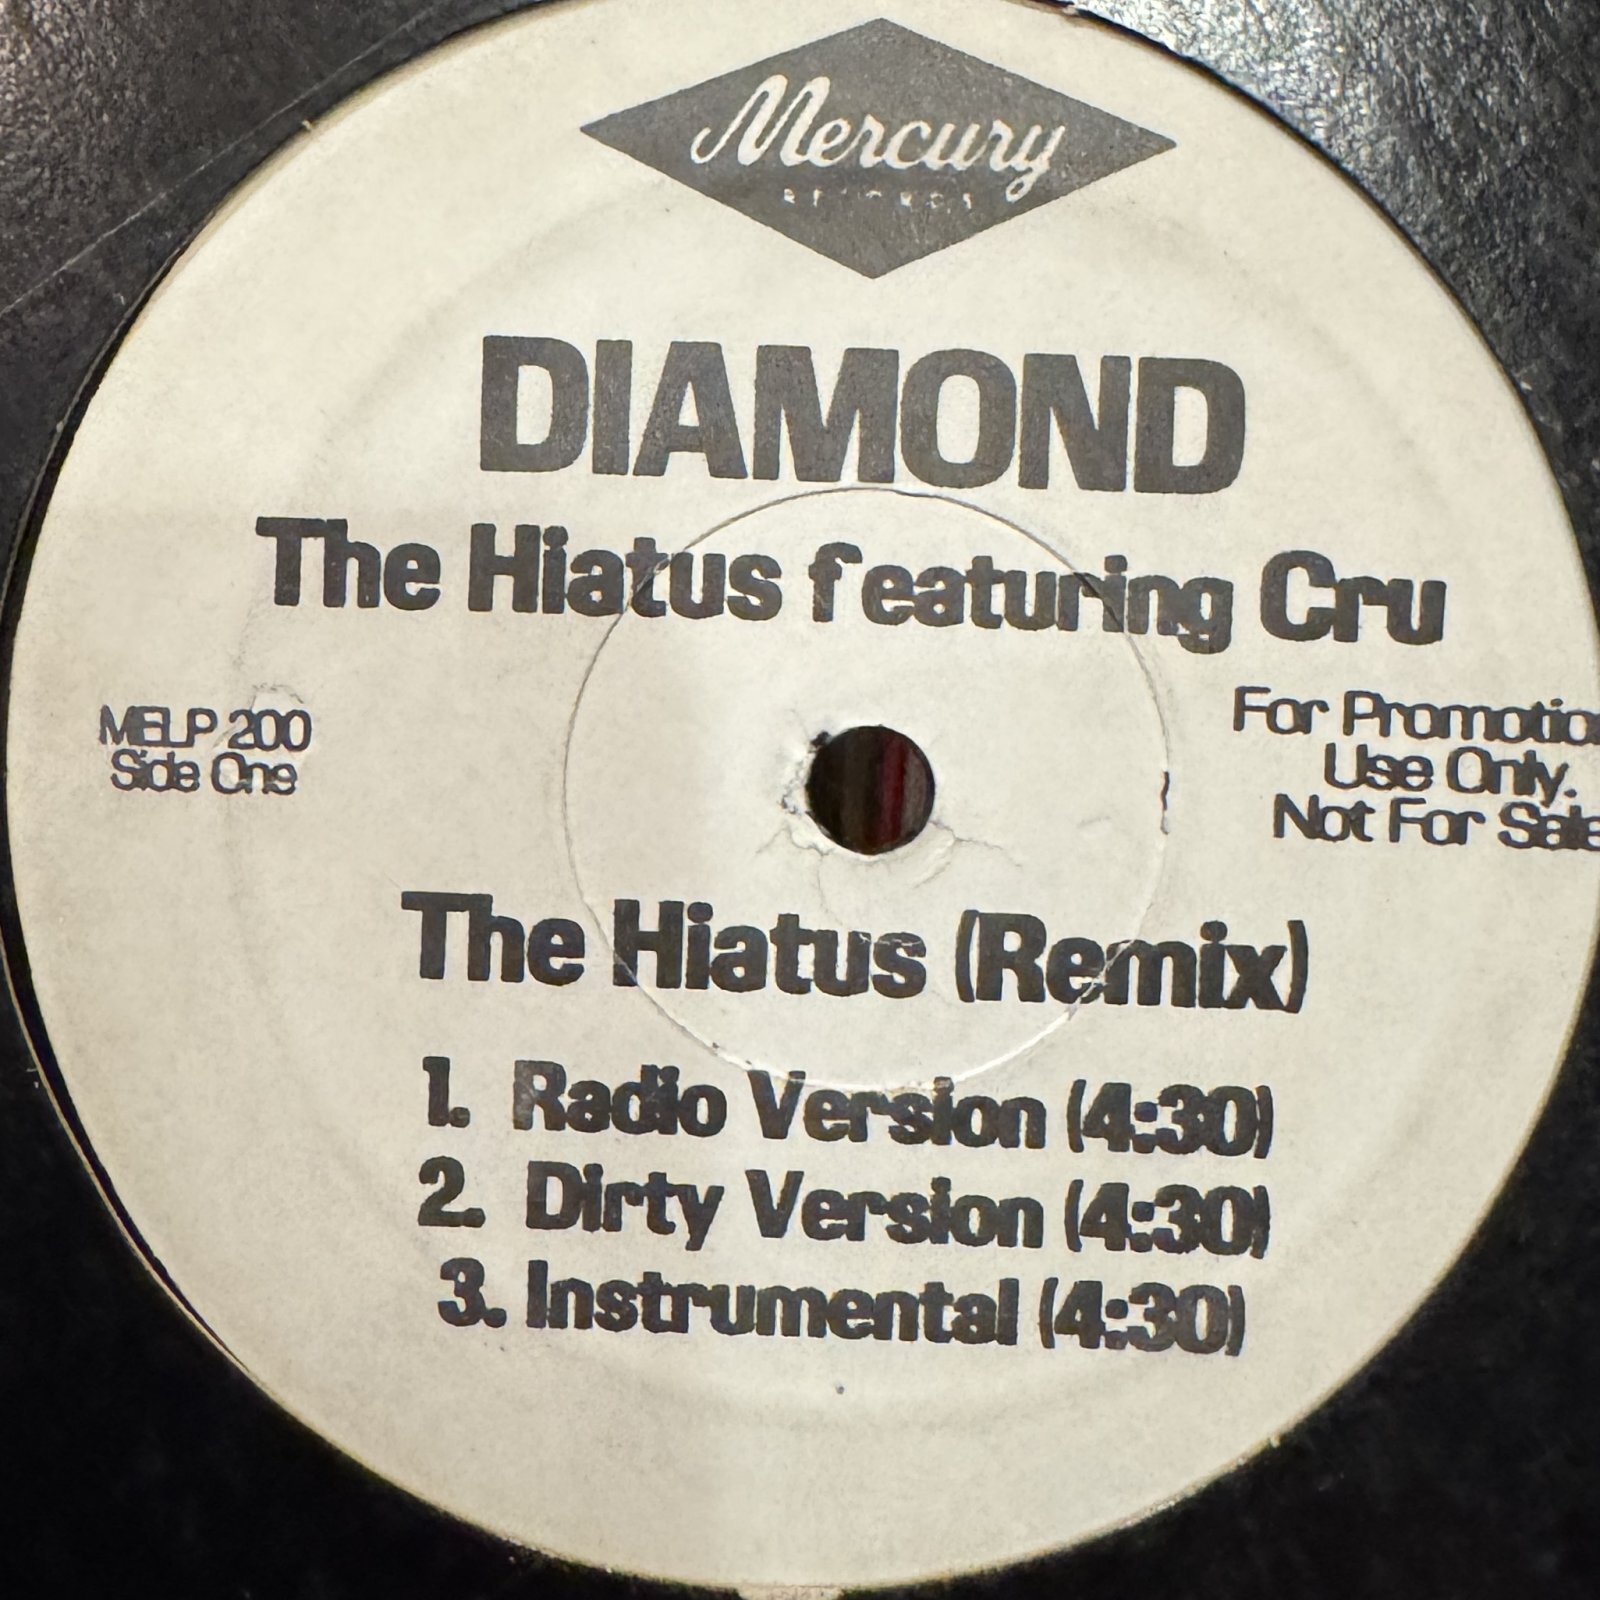 Mercury
RECORDS
DIAMOND
The Hiatus featuring Cru
MELP 200
Side One
For Promotion
Use Only.
Not For Sale
The Hiatus (Remix)
1. Radio Version (4:30)
2. Dirty Version (4:30)
3. Instrumental (4:30)